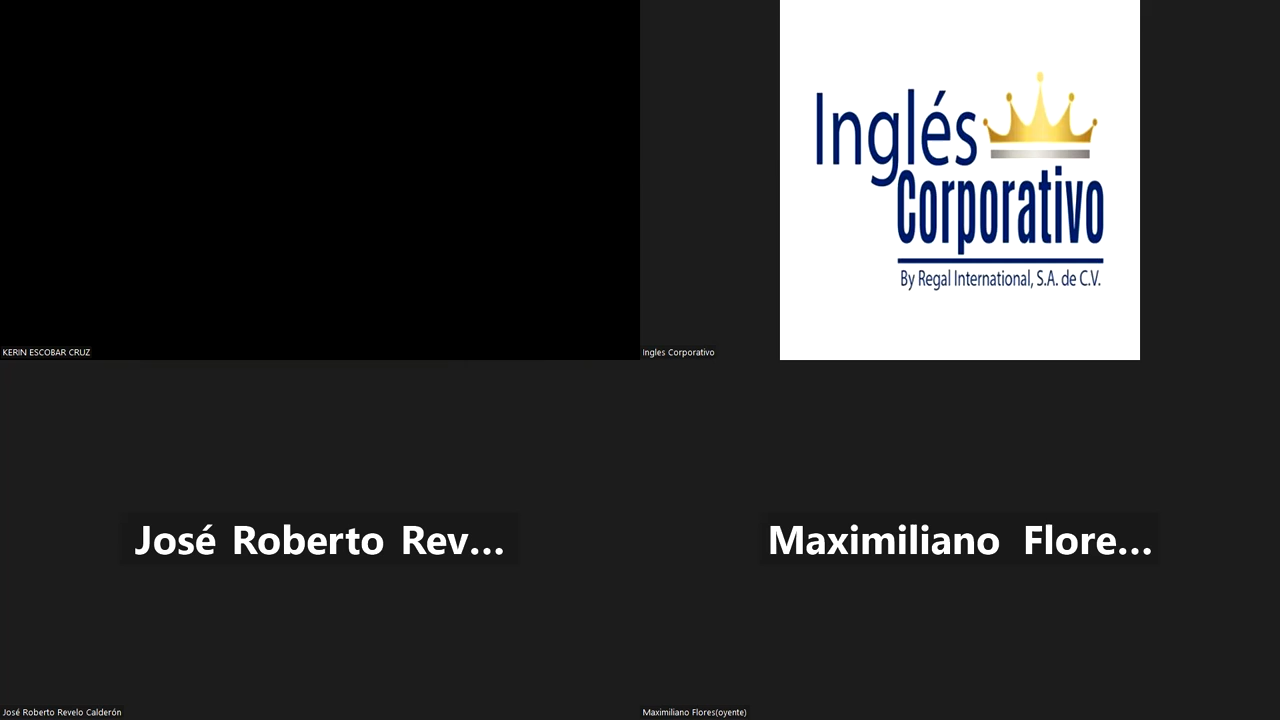 Inglés
Corporativo
By Regal International, S.A. de C.V.
KERIN ESCOBAR CRUZ
Ingles Corporativo
José Roberto Rev...
Maximiliano Flore...
José Roberto Revelo Calderón
Maximiliano Flores(oyente)